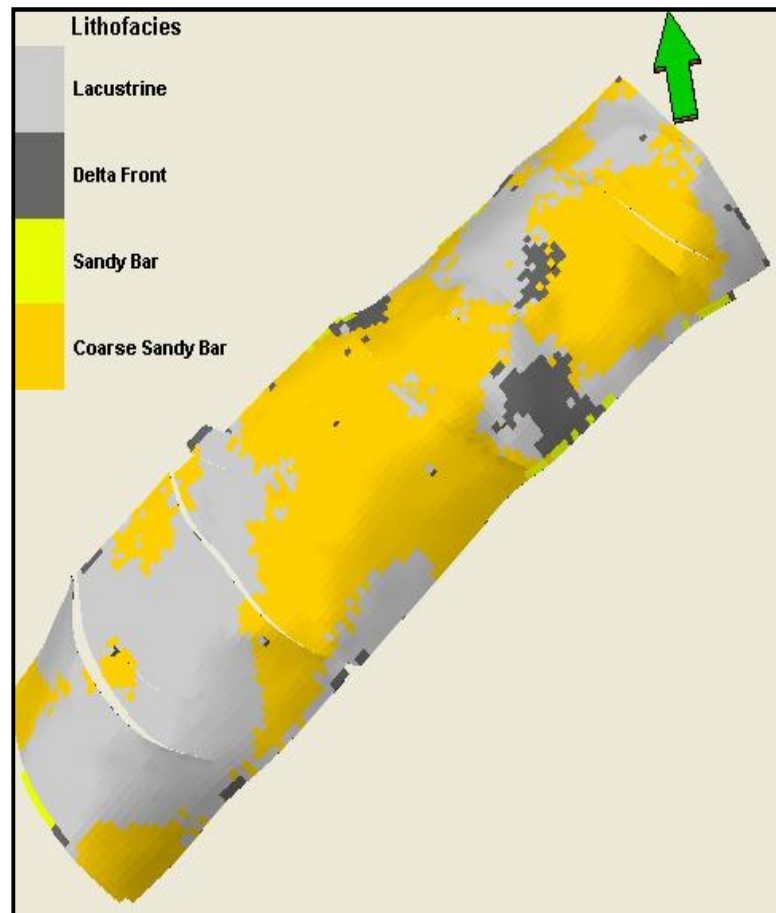 Lithofacies
Lacustrine
Delta Front
Sandy Bar
Coarse Sandy Bar